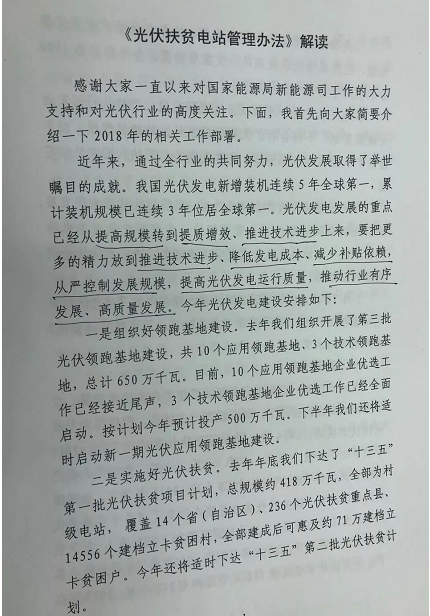 《光伏扶贫电站管理办法》解读
感谢大家一直以来对国家能源局新能源司工作的大力
支持和对光伏行业的高度关注。下面，我首先向大家简要介
绍一下 2018 年的相关工作部署。
近年来，通过全行业的共同努力，光伏发展取得了举世
瞩目的成就。我国光伏发电新增装机连续 5 年全球第一，累
计装机规模已连续 3 年位居全球第一。光伏发电发展的重点
已经从提高规模转到提质增效、推进技术进步上来，要把更
多的精力放到推进技术进步、降低发电成本、减少补贴依赖，
从严控制发展规模，提高光伏发电运行质量，推动行业有序
发展、高质量发展。今年光伏发电建设安排如下：
一是组织好领跑基地建设。去年我们组织开展了第三批
光伏领跑基地建设，共 10 个应用领跑基地、3 个技术领跑基
地，总计 650 万千瓦。目前，10 个应用领跑基地企业优选工
作已经接近尾声，3 个技术领跑基地企业优选工作已经全面
启动。按计划今年预计投产 500 万千瓦。下半年我们还将适
时启动新一期光伏应用领跑基地建设。
二是实施好光伏扶贫。去年年底我们下达了“十三五”
第一批光伏扶贫项目计划，总规模约 418 万千瓦，全部为村
级电站， 覆盖 14 个省（自治区）、236 个光伏扶贫重点县、
14556 个建档立卡贫困村，全部建成后可惠及约 71 万建档立
卡贫困户。今年还将适时下达“十三五”第二批光伏扶贫计
划。